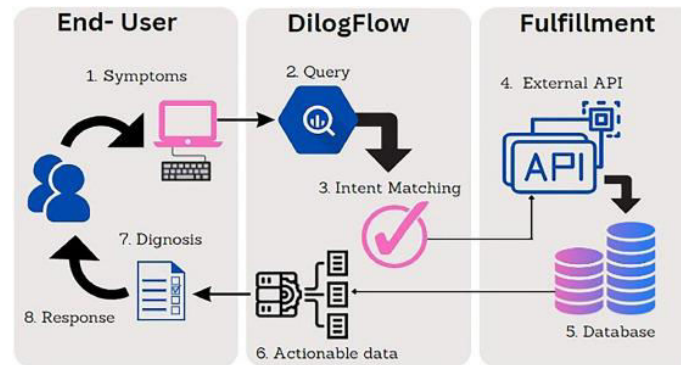 End- User
DilogFlow
Fulfillment
1. Symptoms
2. Query
3. Intent Matching
4. External API
API
5. Database
6. Actionable data
7. Dignosis
8. Response